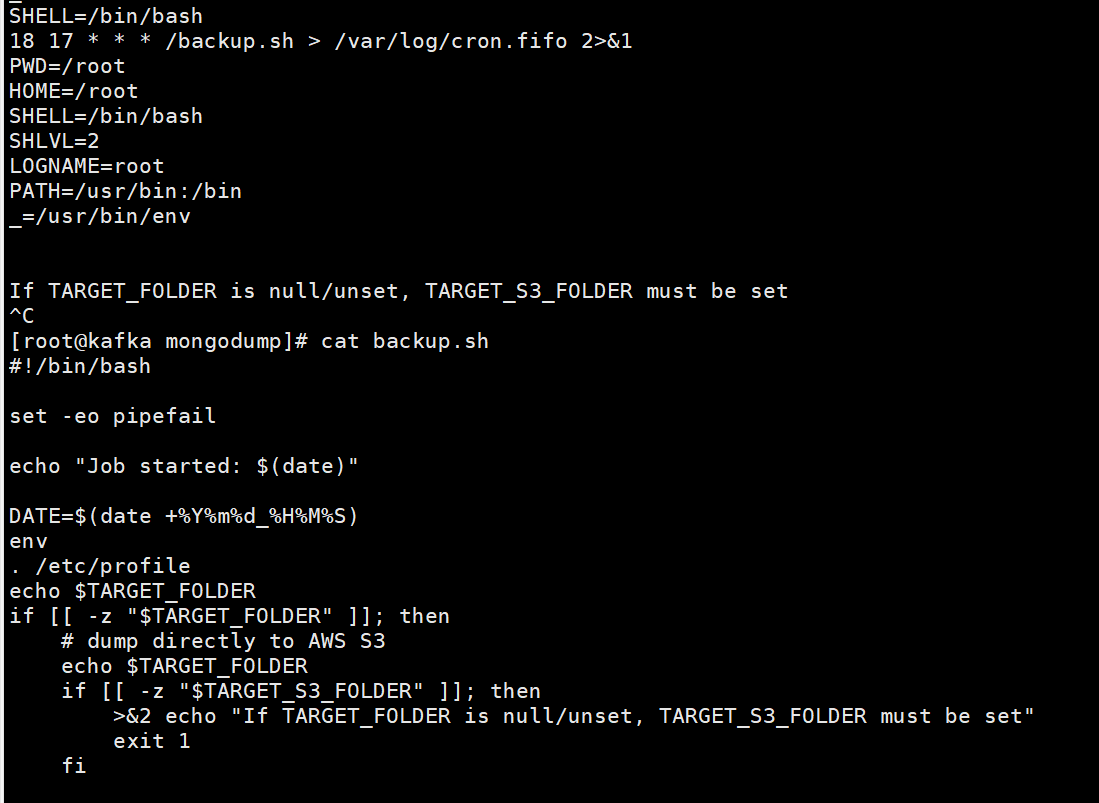 _
SHELL=/bin/bash
18 17 * * * /backup.sh > /var/log/cron.fifo 2>&1
PWD=/root
HOME=/root
SHELL=/bin/bash
SHLVL=2
LOGNAME=root
PATH=/usr/bin:/bin
_=/usr/bin/env
If TARGET_FOLDER is null/unset, TARGET_S3_FOLDER must be set
^C
[root@kafka mongodump]# cat backup.sh
#!/bin/bash
set -eo pipefail
echo "Job started: $(date)"
DATE=$(date +%Y%m%d_%H%M%S)
env
. /etc/profile
echo $TARGET_FOLDER
if [[ -z "$TARGET_FOLDER" ]]; then
    # dump directly to AWS S3
    echo $TARGET_FOLDER
    if [[ -z "$TARGET_S3_FOLDER" ]]; then
        >&2 echo "If TARGET_FOLDER is null/unset, TARGET_S3_FOLDER must be set"
        exit 1
    fi